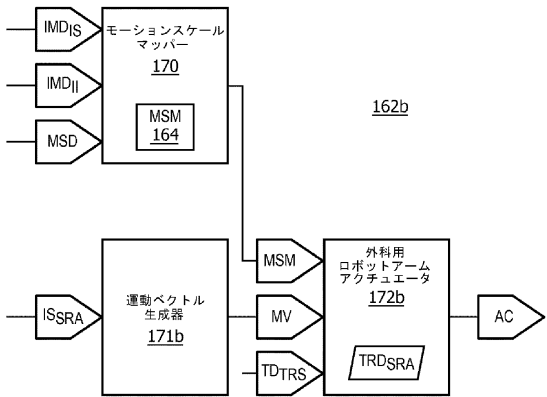 IMDIS
モーションスケール
マッパー
170
IMDII
MSM
164
162b
MSD
外科用
ロボットアーム
アクチュエータ
172b
MSM
運動ベクトル
生成器
171b
ISSRA
MV
AC
TRDSRA
TDTRS